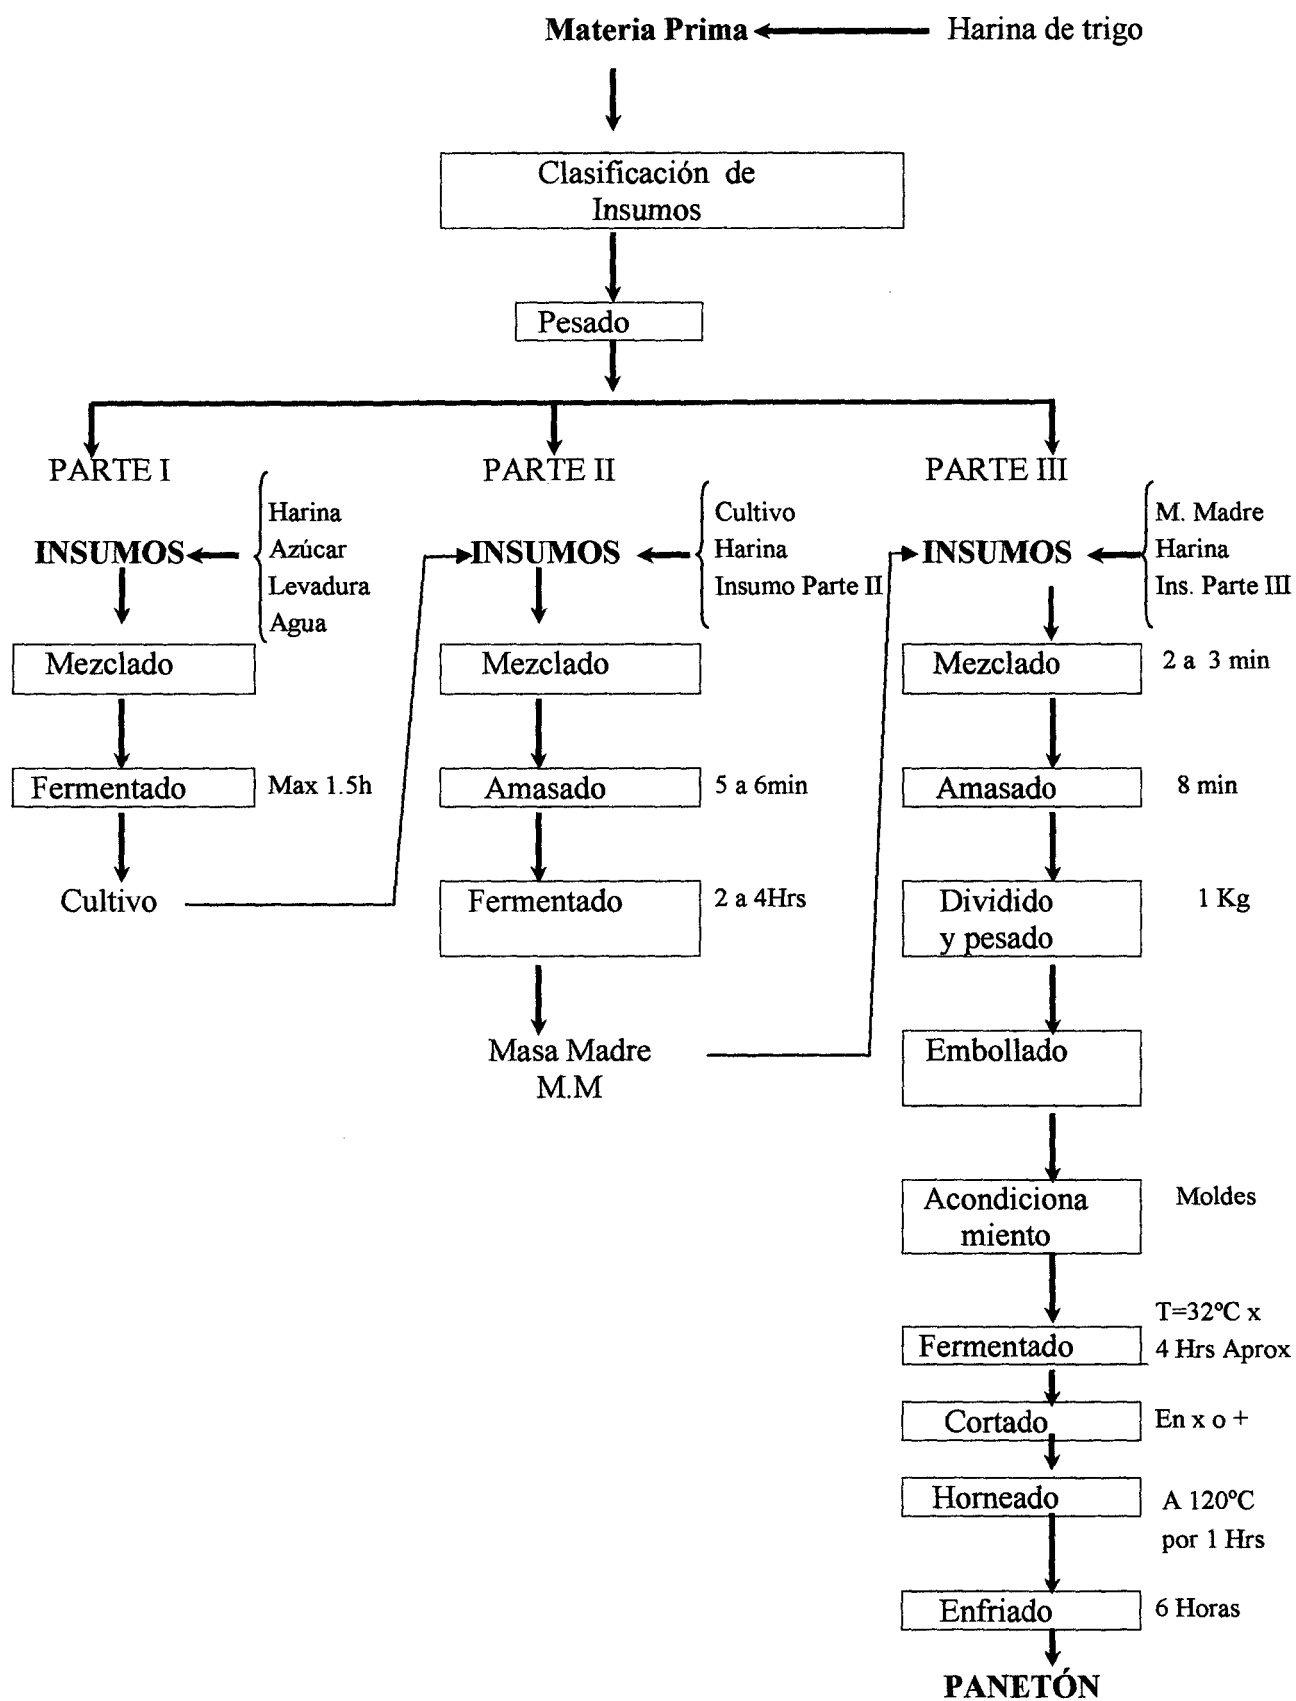 Materia Prima
Harina de trigo
Clasificación de
Insumos
Pesado
PARTE I
INSUMOS
Harina
Azúcar
Levadura
Agua
Mezclado
Fermentado
Max 1.5h
Cultivo
PARTE II
INSUMOS
Cultivo
Harina
Insumo Parte II
Mezclado
Amasado
5 a 6min
Fermentado
2 a 4Hrs
Masa Madre
M.M
PARTE III
INSUMOS
M. Madre
Harina
Ins. Parte III
Mezclado
2 a 3 min
Amasado
8 min
Dividido
y pesado
1 Kg
Embollado
Acondiciona
miento
Moldes
Fermentado
T=32ºC x
4 Hrs Aprox
Cortado
En x o +
Horneado
A 120ºC
por 1 Hrs
Enfriado
6 Horas
PANETÓN